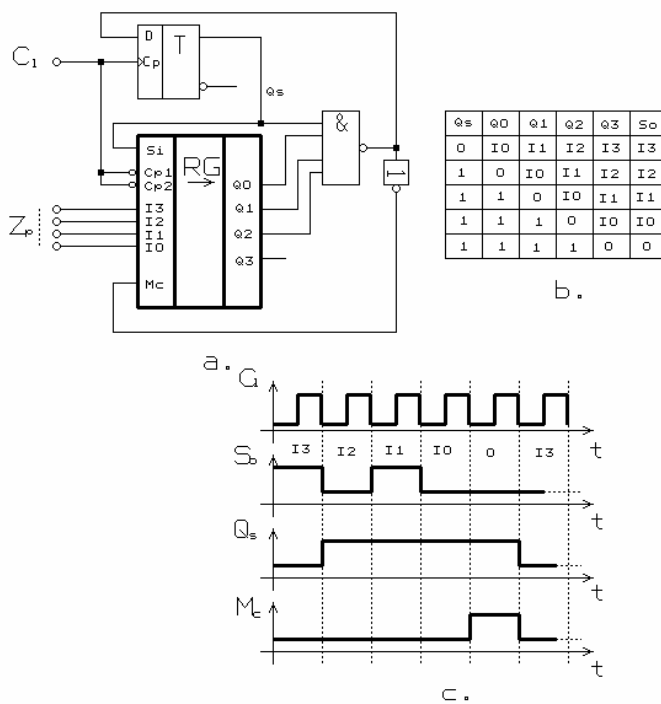 D T
C1 Cp
Qs
&
Si
RG
Cp1
Cp2
Q0
1
I3 Q1
Zp I2
I1 Q2
I0
Q3
Mc
a.
Qs Q0 Q1 Q2 Q3 So
0 I0 I1 I2 I3 I3
1 0 I0 I1 I2 I2
1 1 0 I0 I1 I1
1 1 1 0 I0 I0
1 1 1 1 0 0
b.
C1
t
I3 I2 I1 I0 0 I3
So
t
Qs
t
Mc
t
c.